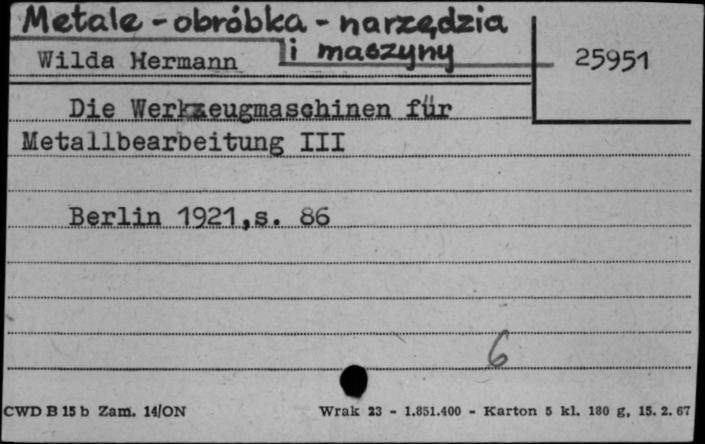 Metale - obróbka - narzędzia
i maszyny
Wilda Hermann
25951
Die Werkzeugmaschinen für
Metallbearbeitung III
Berlin 1921,s. 86
6
CWD B 15 b Zam. 14/ON
Wrak 23 - 1.851.400 - Karton 5 kl. 180 g, 15. 2. 67